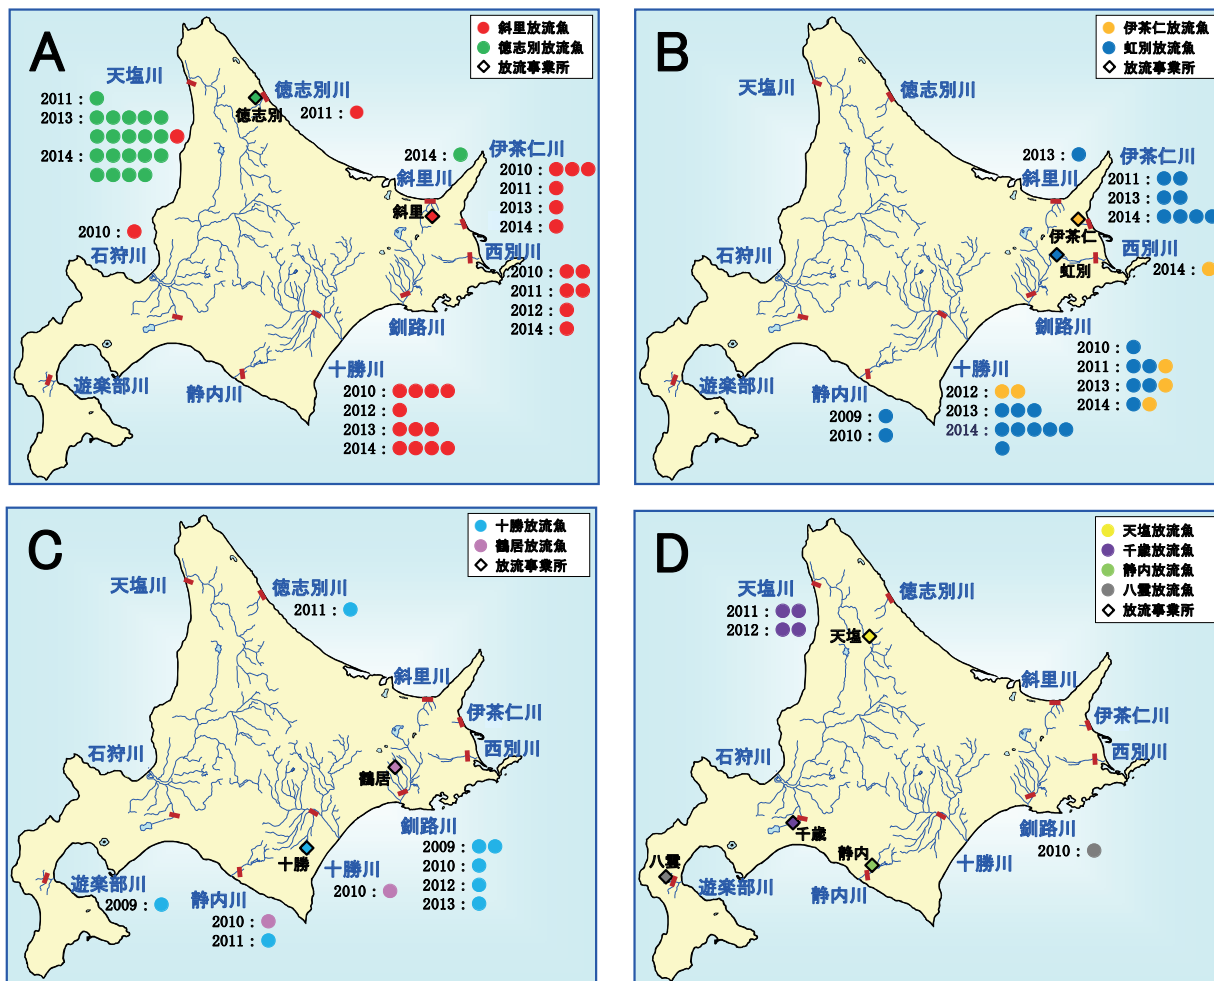 A
斜里放流魚
徳志別放流魚
放流事業所
天塩川
2011 :
2013 :
2014 :
徳志別川
徳志別
2011 :
2014 :
斜里川
斜里
伊茶仁川
2010 :
2011 :
2013 :
2014 :
2010 :
石狩川
西別川
2010 :
2011 :
2012 :
2014 :
釧路川
十勝川
2010 :
2012 :
2013 :
2014 :
静内川
遊楽部川
B
伊茶仁放流魚
虹別放流魚
放流事業所
天塩川
徳志別川
2013 :
斜里川
伊茶仁川
2011 :
2013 :
2014 :
伊茶仁
虹別
西別川
2014 :
石狩川
釧路川
2010 :
2011 :
2013 :
2014 :
十勝川
2012 :
2013 :
2014 :
静内川
2009 :
2010 :
遊楽部川
C
十勝放流魚
鶴居放流魚
放流事業所
天塩川
徳志別川
2011 :
斜里川
伊茶仁川
西別川
石狩川
鶴居
釧路川
2009 :
2010 :
2012 :
2013 :
十勝
十勝川
2010 :
静内川
2010 :
2011 :
遊楽部川
2009 :
D
天塩放流魚
千歳放流魚
静内放流魚
八雲放流魚
放流事業所
天塩川
2011 :
2012 :
徳志別川
天塩
斜里川
伊茶仁川
西別川
石狩川
千歳
釧路川
2010 :
静内
十勝川
静内川
八雲
遊楽部川